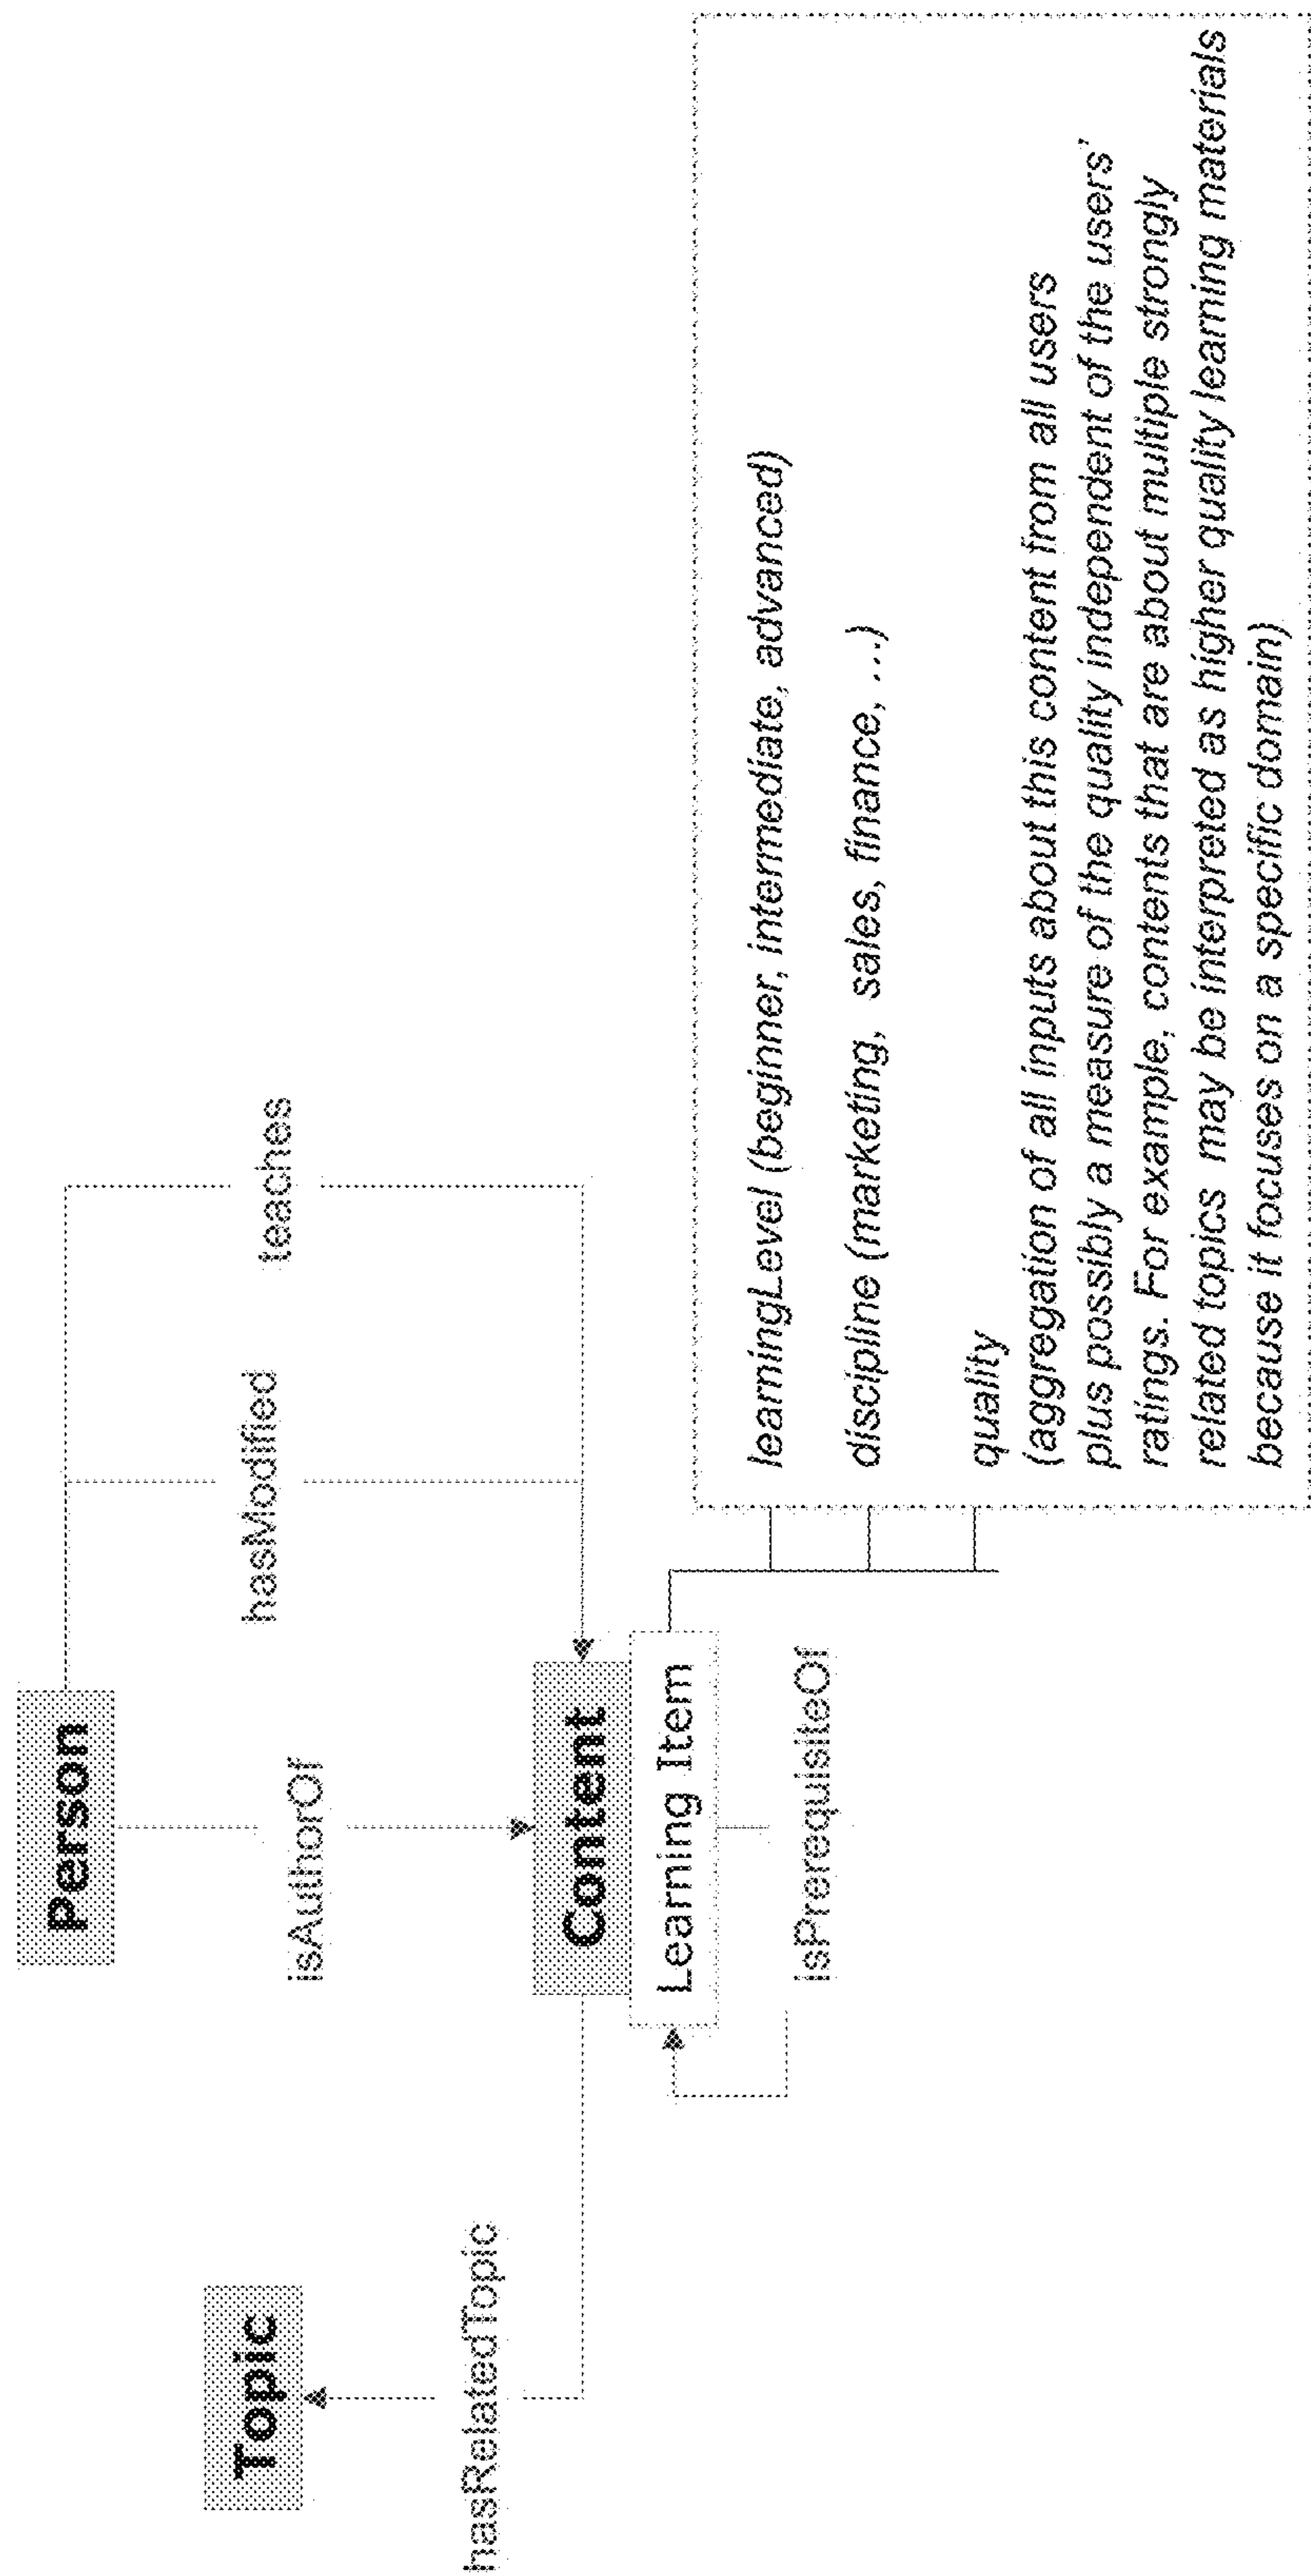 Person
Topic
teaches
hasModified
isAuthorOf
hasRelatedTopic
Content
Learning Item
isPrerequisiteOf
learningLevel (beginner, intermediate, advanced)
discipline (marketing, sales, finance, ...)
quality
(aggregation of all inputs about this content from all users
plus possibly a measure of the quality independent of the users'
ratings. For example, contents that are about multiple strongly
related topics may be interpreted as higher quality learning materials
because it focuses on a specific domain)